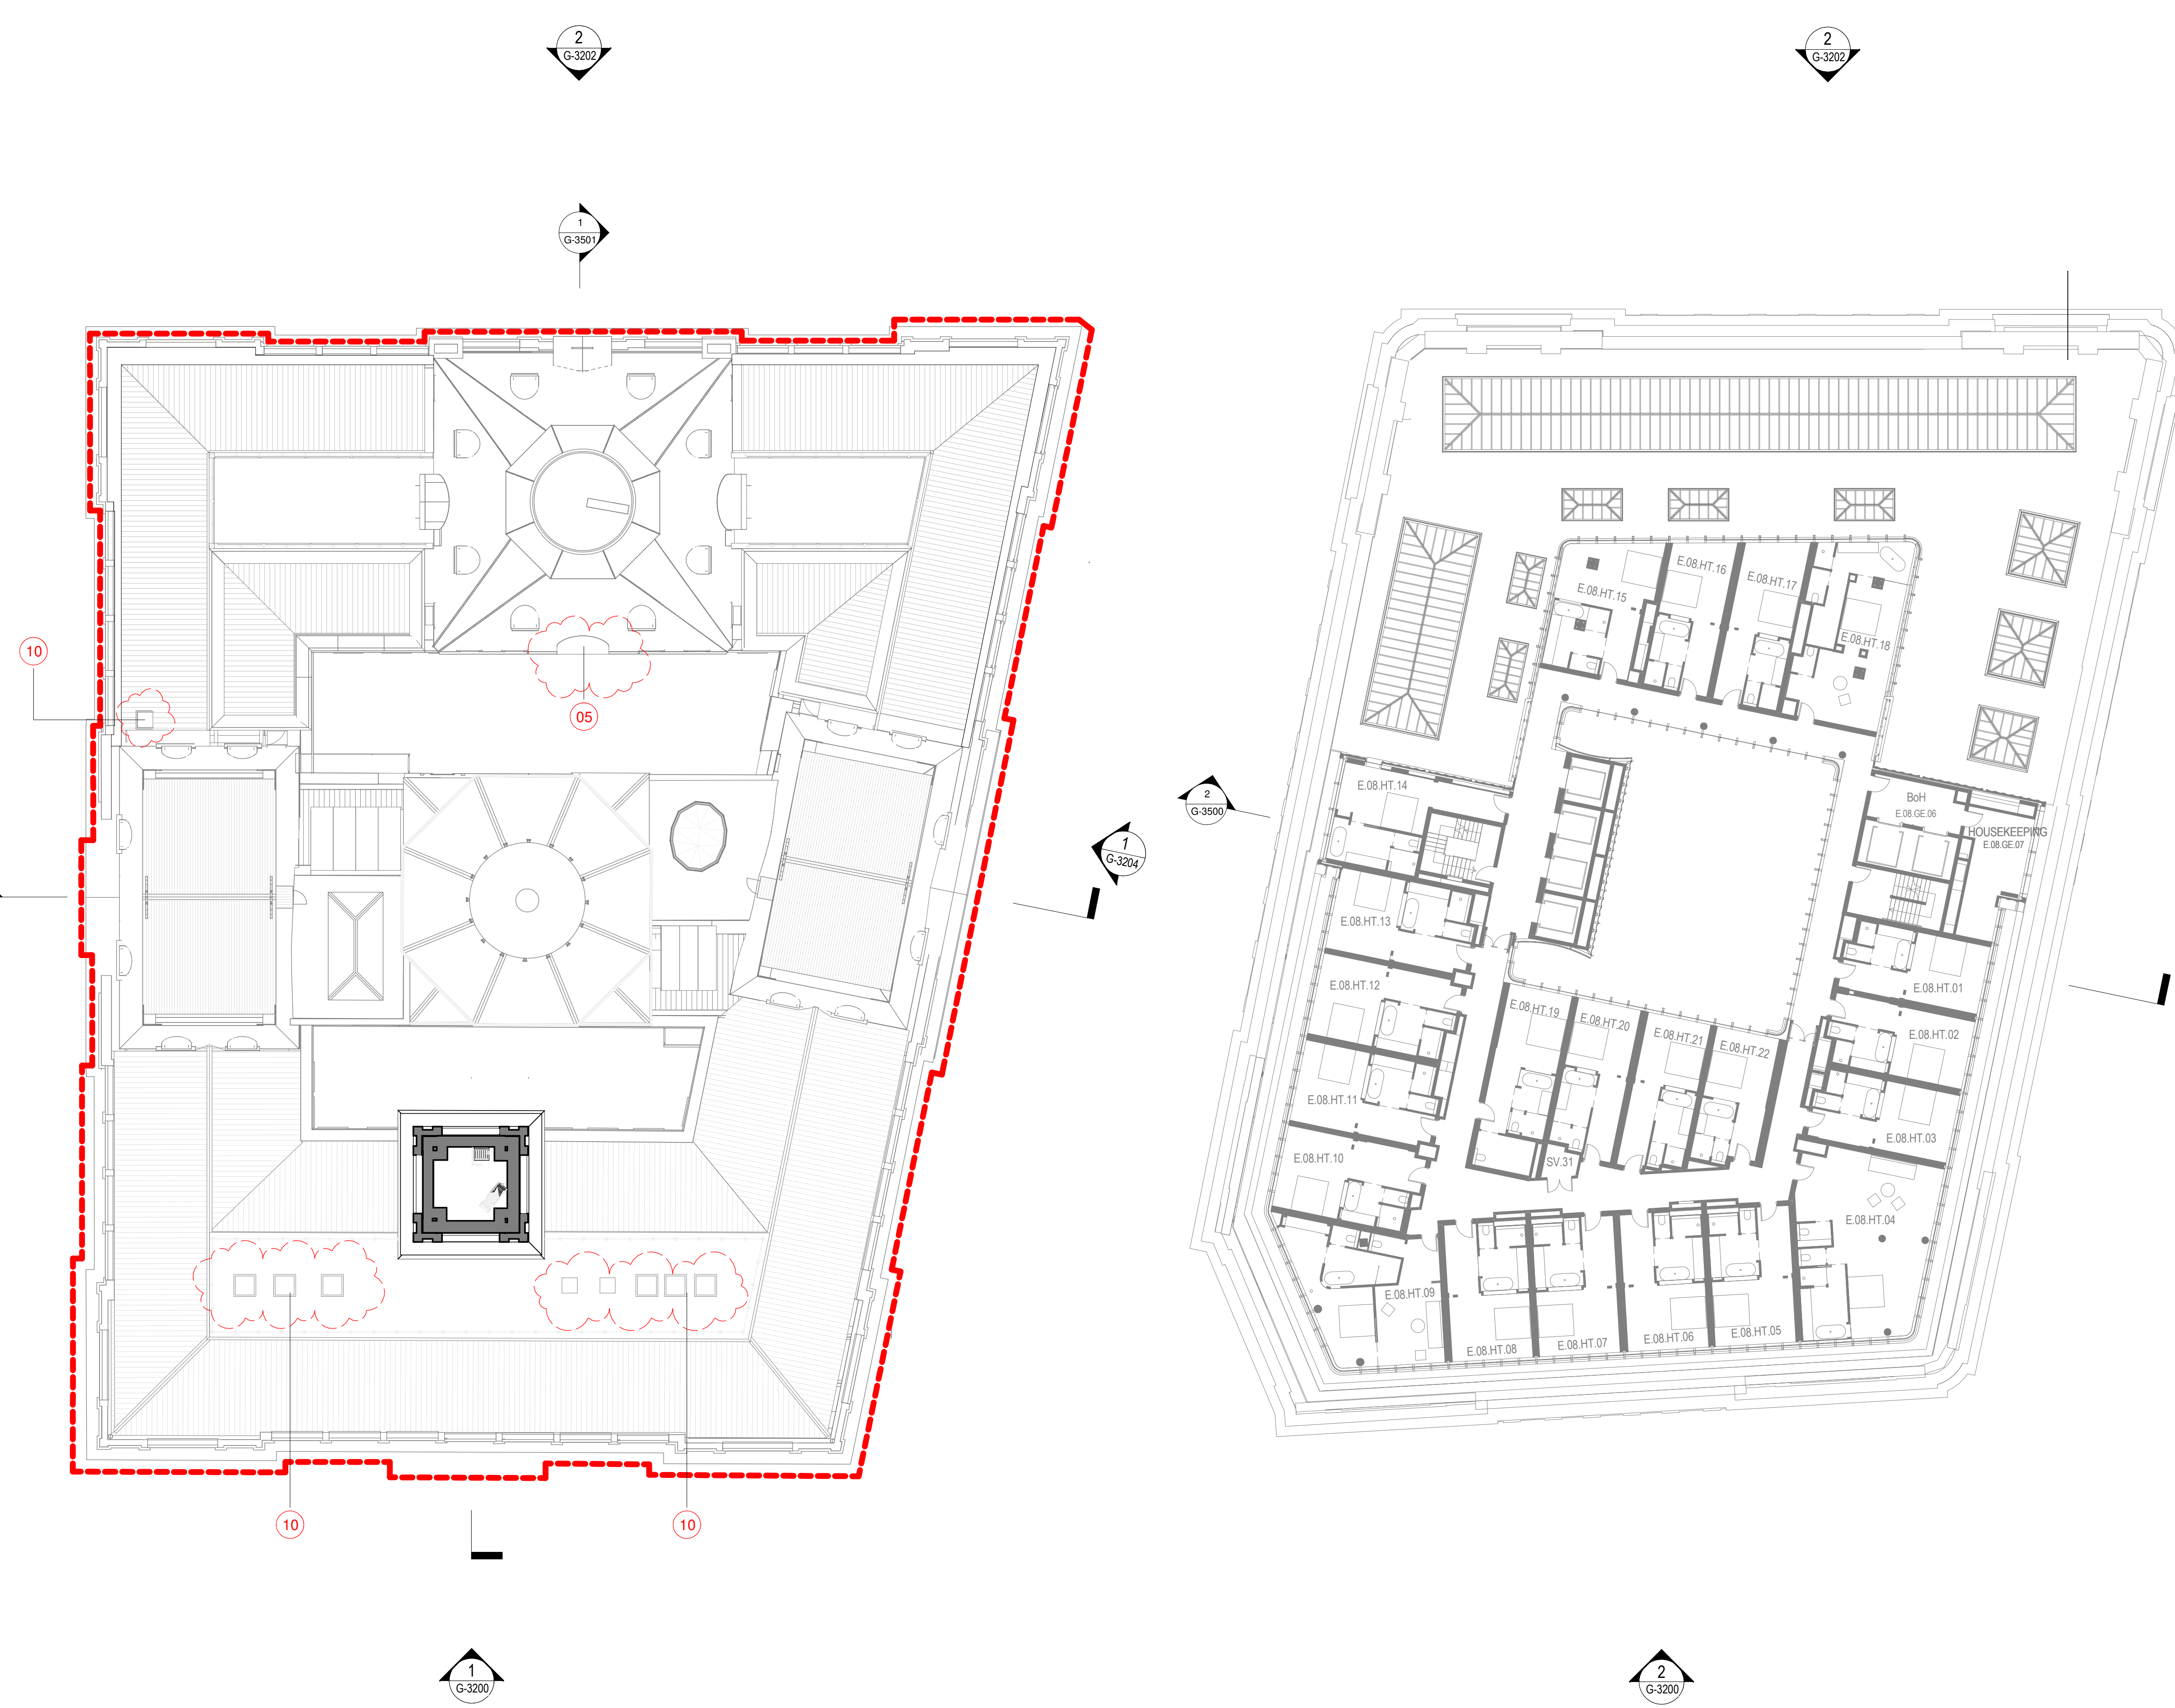 2
G-3202
2
G-3202
1
G-3501
10
05
2
G-3500
1
G-3204
10
10
1
G-3200
2
G-3200
E.08.HT.15
E.08.HT.16
E.08.HT.17
E.08.HT.18
E.08.HT.14
BoH
E.08.GE.06
HOUSEKEEPING
E.08.GE.07
E.08.HT.13
E.08.HT.12
E.08.HT.01
E.08.HT.19
E.08.HT.20
E.08.HT.21
E.08.HT.22
E.08.HT.02
E.08.HT.11
E.08.HT.03
E.08.HT.10
SV.31
E.08.HT.04
E.08.HT.09
E.08.HT.08
E.08.HT.07
E.08.HT.06
E.08.HT.05